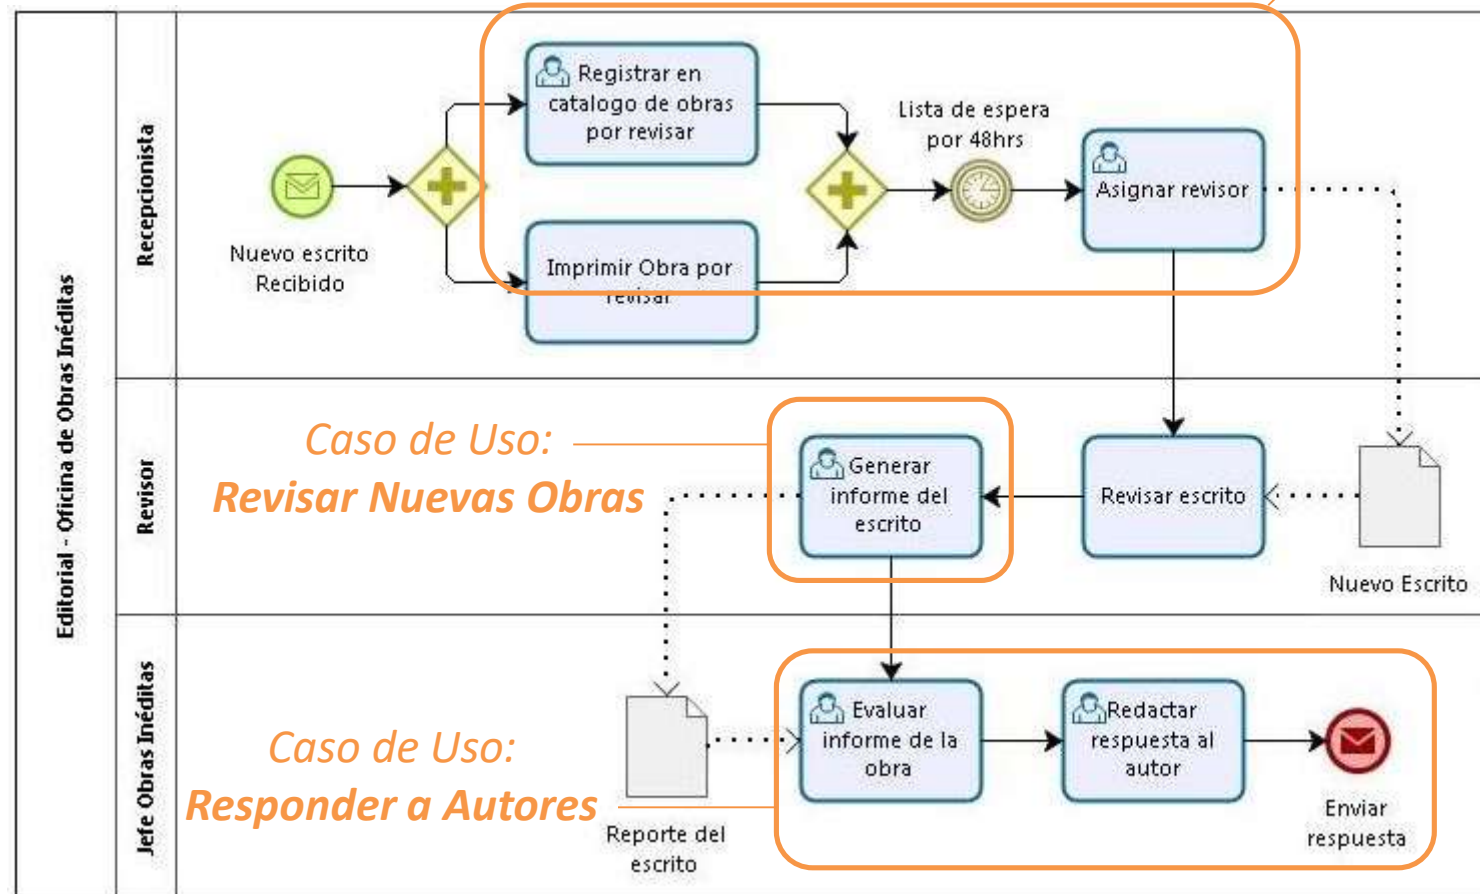 Editorial - Oficina de Obras Inéditas
Recepcionista
Nuevo escrito
Recibido
Registrar en
catalogo de obras
por revisar
Imprimir Obra por
revisar
Lista de espera
por 48hrs
Asignar revisor
Revisor
Caso de Uso:
Revisar Nuevas Obras
Generar
informe del
escrito
Revisar escrito
Nuevo Escrito
Jefe Obras Inéditas
Caso de Uso:
Responder a Autores
Reporte del
escrito
Evaluar
informe de la
obra
Redactar
respuesta al
autor
Enviar
respuesta